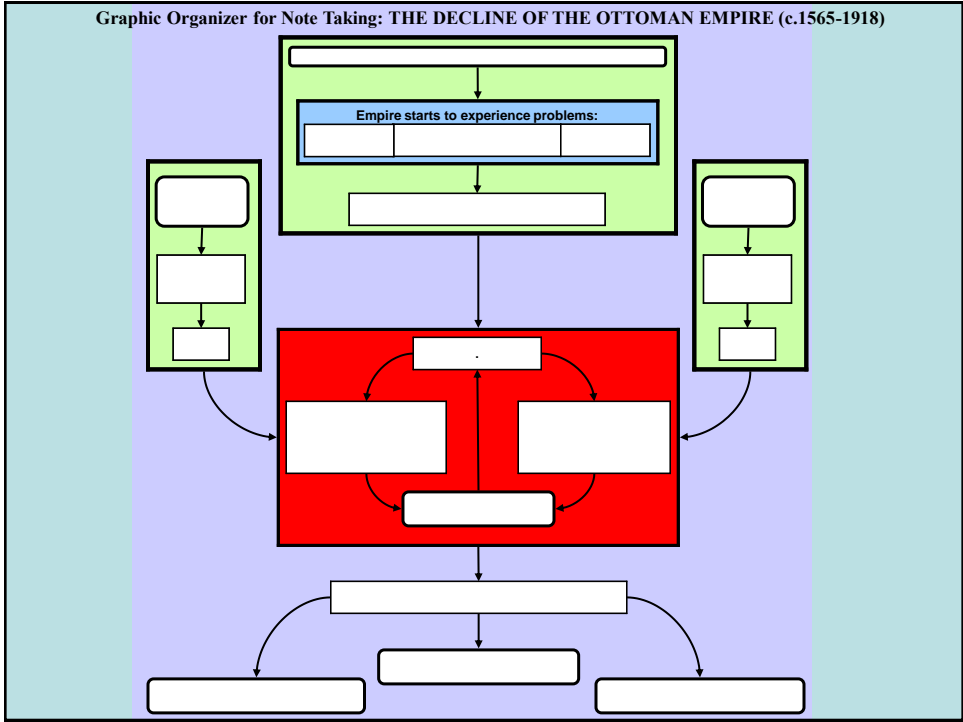 Graphic Organizer for Note Taking: THE DECLINE OF THE OTTOMAN EMPIRE (c.1565-1918)
Empire starts to experience problems:
.